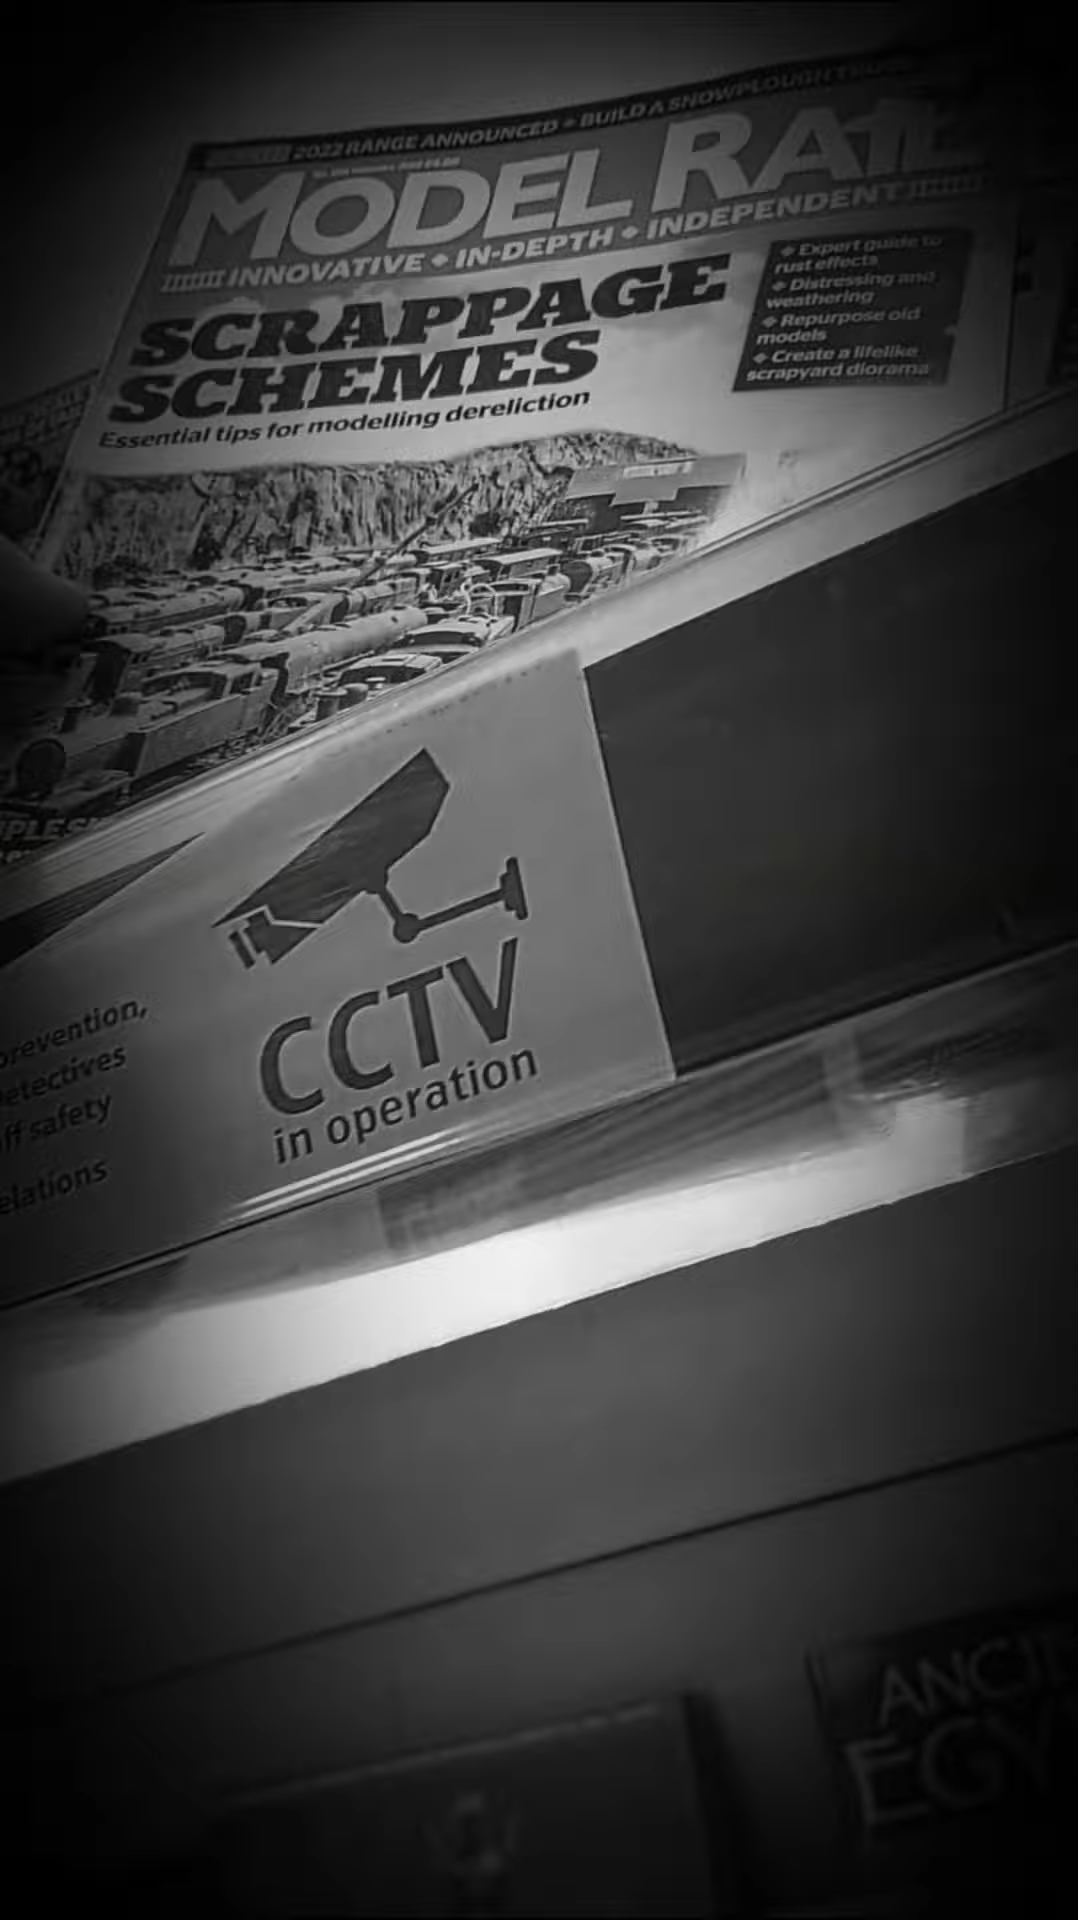 2022 RANGE ANNOUNCED • BUILD A SNOWPLOUGH
MODEL RAIL
INNOVATIVE • IN-DEPTH • INDEPENDENT
SCRAPPAGE
SCHEMES
Essential tips for modelling dereliction
Expert guide to
rust effects
Distressing and
weathering
Repurpose old
models
Create a lifelike
scrapyard diorama
revention,
etectives
ff safety
elations
CCTV
in operation
ANCI
EGY